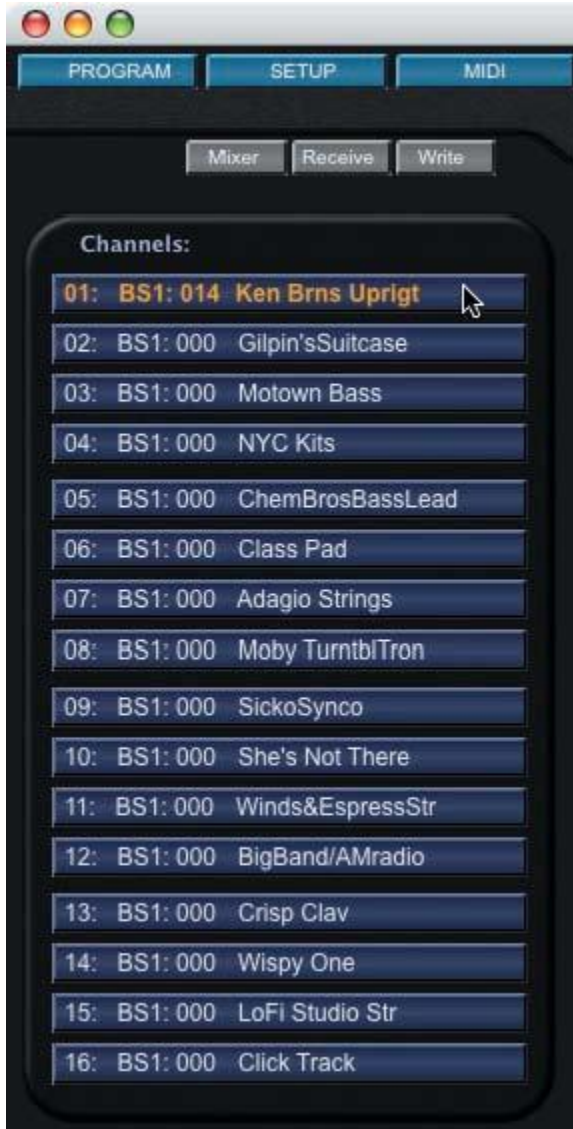 PROGRAM SETUP MIDI
Mixer Receive Write
Channels:
01: BS1: 014 Ken Brns Uprigt
02: BS1: 000 Gilpin'sSuitcase
03: BS1: 000 Motown Bass
04: BS1: 000 NYC Kits
05: BS1: 000 ChemBrosBassLead
06: BS1: 000 Class Pad
07: BS1: 000 Adagio Strings
08: BS1: 000 Moby TurntblTron
09: BS1: 000 SickoSynco
10: BS1: 000 She's Not There
11: BS1: 000 Winds&EspressStr
12: BS1: 000 BigBand/AMradio
13: BS1: 000 Crisp Clav
14: BS1: 000 Wispy One
15: BS1: 000 LoFi Studio Str
16: BS1: 000 Click Track